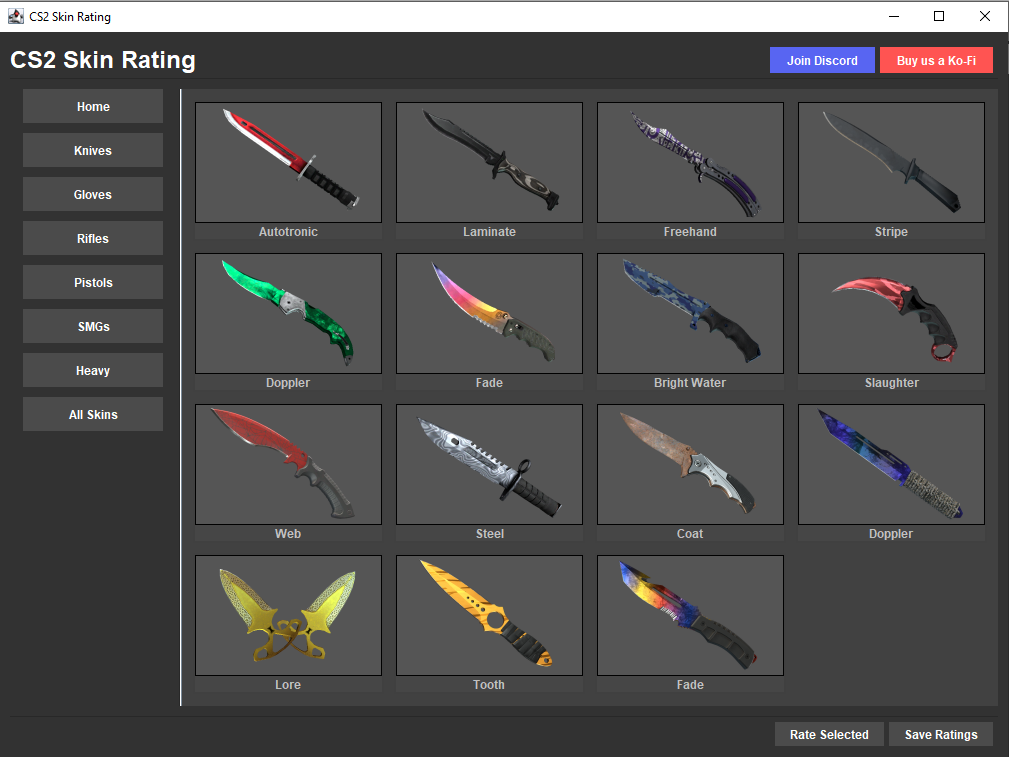 CS2 Skin Rating
CS2 Skin Rating
Join Discord
Buy us a Ko-Fi
Home
Knives
Gloves
Rifles
Pistols
SMGs
Heavy
All Skins
Autotronic
Laminate
Freehand
Stripe
Doppler
Fade
Bright Water
Slaughter
Web
Steel
Coat
Doppler
Lore
Tooth
Fade
Rate Selected
Save Ratings